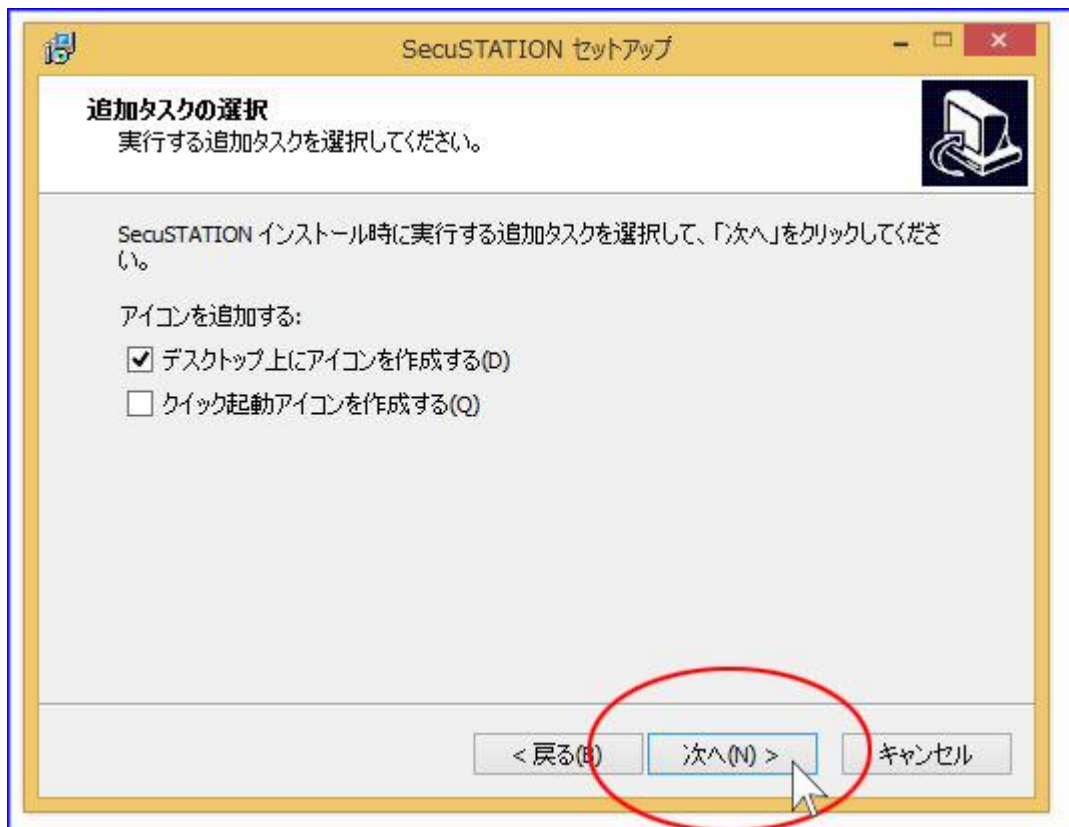 SecuSTATION セットアップ
追加タスクの選択
実行する追加タスクを選択してください。
SecuSTATION インストール時に実行する追加タスクを選択して、「次へ」をクリックしてくださ
い。
アイコンを追加する:
デスクトップ上にアイコンを作成する(D)
クイック起動アイコンを作成する(Q)
< 戻る(B) 次へ(N) > キャンセル